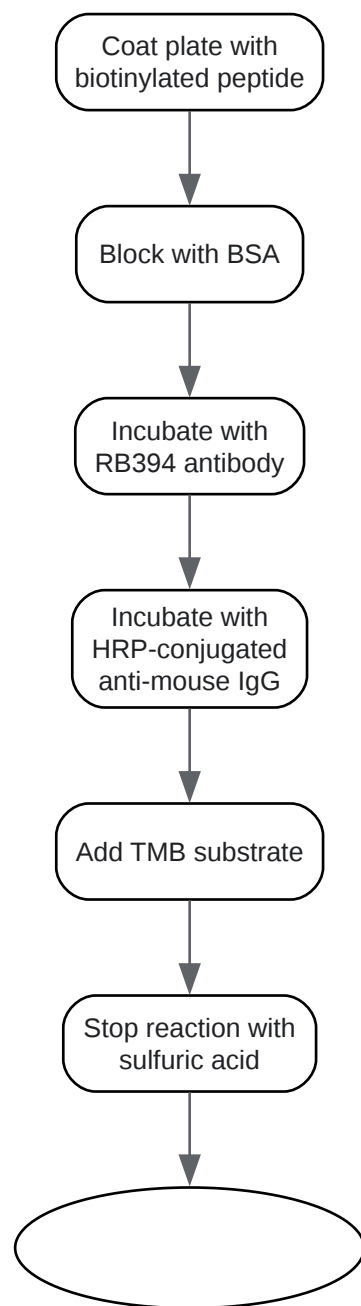 Coat plate with
biotinylated peptide
Block with BSA
Incubate with
RB394 antibody
Incubate with
HRP-conjugated
anti-mouse IgG
Add TMB substrate
Stop reaction with
sulfuric acid